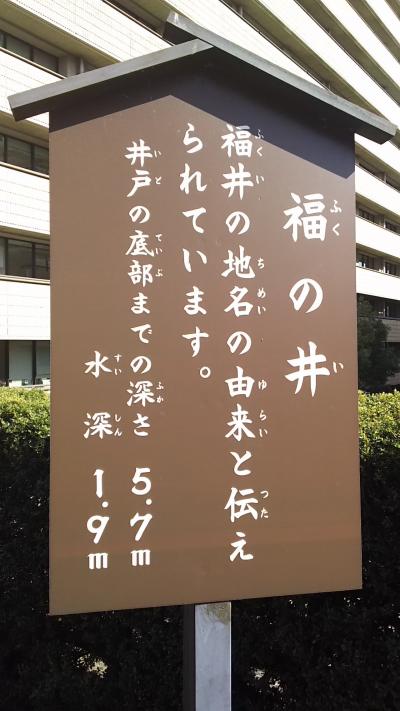 福の井
福井の地名の由来と伝え
られています。
井戸の底部までの深さ 5.7m
水深 1.9m